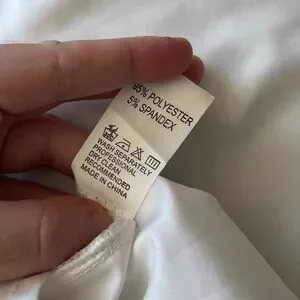 95% POLYESTER
5% SPANDEX
WASH SEPARATELY
PROFESSIONAL
DRY CLEAN
RECOMMENDED
MADE IN CHINA